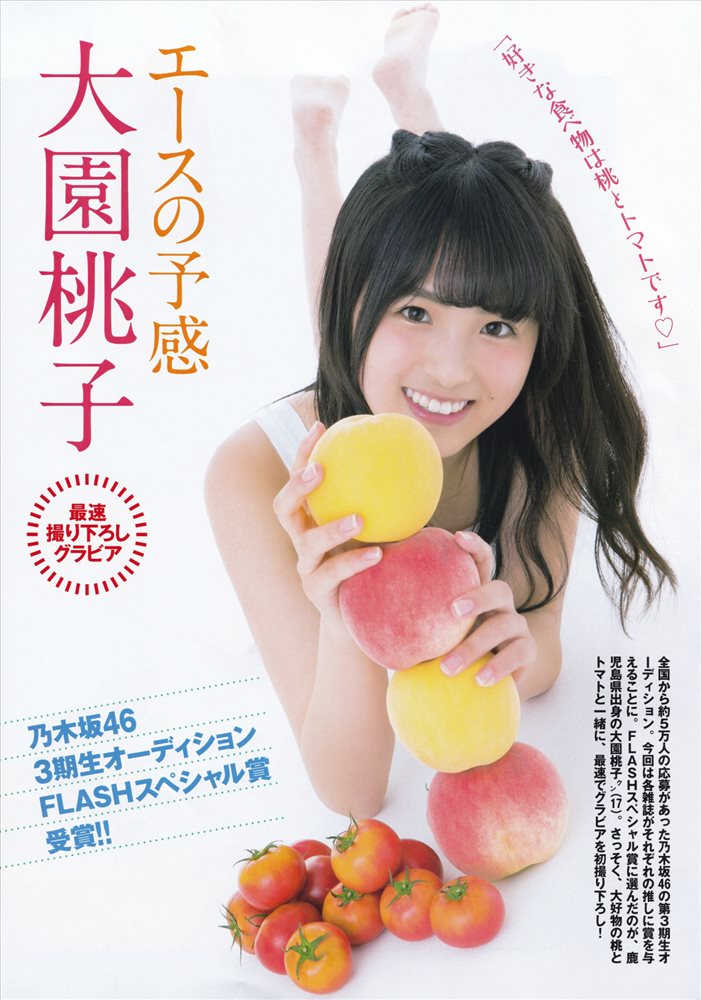 「好きな食べ物は桃とトマトです♡」
エースの予感
大園桃子
最速
撮り下ろし
グラビア
乃木坂46
3期生オーディション
FLASHスペシャル賞
受賞!!
全国から約5万人の応募があった乃木坂46の第3期生オ
ーディション。今回は各雑誌がそれぞれの推しに賞を与
えることに。FLASHスペシャル賞に選んだのが、鹿
児島県出身の大園桃子クン(17)。さっそく、大好物の桃と
トマトと一緒に、最速でグラビアを初撮り下ろし!